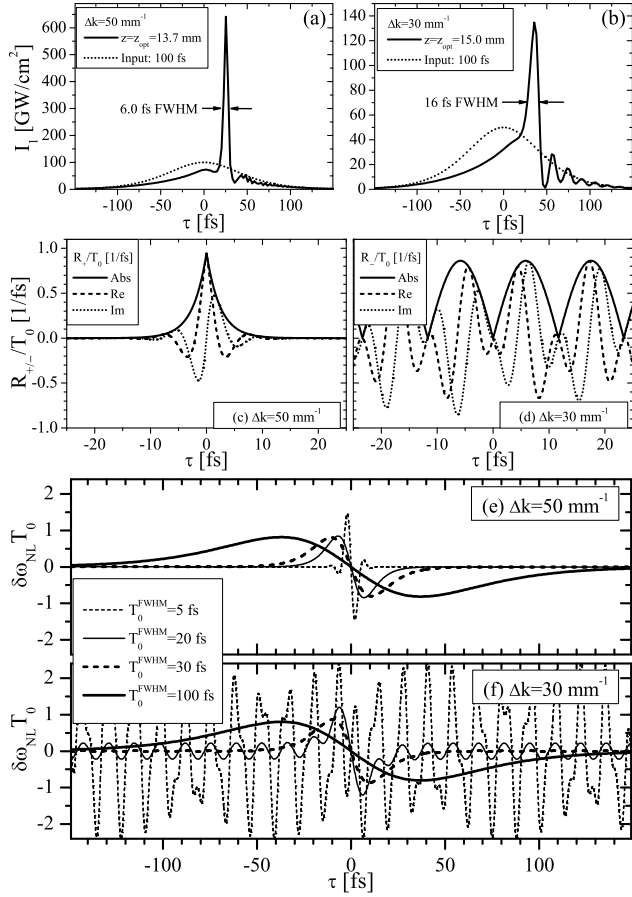 (a)
Δk=50 mm⁻¹
z=z_opt=13.7 mm
Input: 100 fs
6.0 fs FWHM
I₁ [GW/cm²]
600
500
400
300
200
100
0
-100 -50 0 50 100
τ [fs]
(b)
Δk=30 mm⁻¹
z=z_opt=15.0 mm
Input: 100 fs
16 fs FWHM
140
120
100
80
60
40
20
0
-100 -50 0 50 100
τ [fs]
R₊/T₀ [1/fs]
Abs
Re
Im
R₊/₋/T₀ [1/fs]
1.0
0.5
0.0
-0.5
-1.0
(c) Δk=50 mm⁻¹
-20 -10 0 10 20
τ [fs]
R₋/T₀ [1/fs]
Abs
Re
Im
(d) Δk=30 mm⁻¹
-20 -10 0 10 20
τ [fs]
(e) Δk=50 mm⁻¹
δω_NL T₀
2
1
0
-1
-2
T₀^FWHM=5 fs
T₀^FWHM=20 fs
T₀^FWHM=30 fs
T₀^FWHM=100 fs
(f) Δk=30 mm⁻¹
δω_NL T₀
2
1
0
-1
-2
-100 -50 0 50 100
τ [fs]